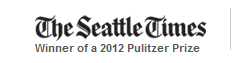 The Seattle Times
Winner of a 2012 Pulitzer Prize